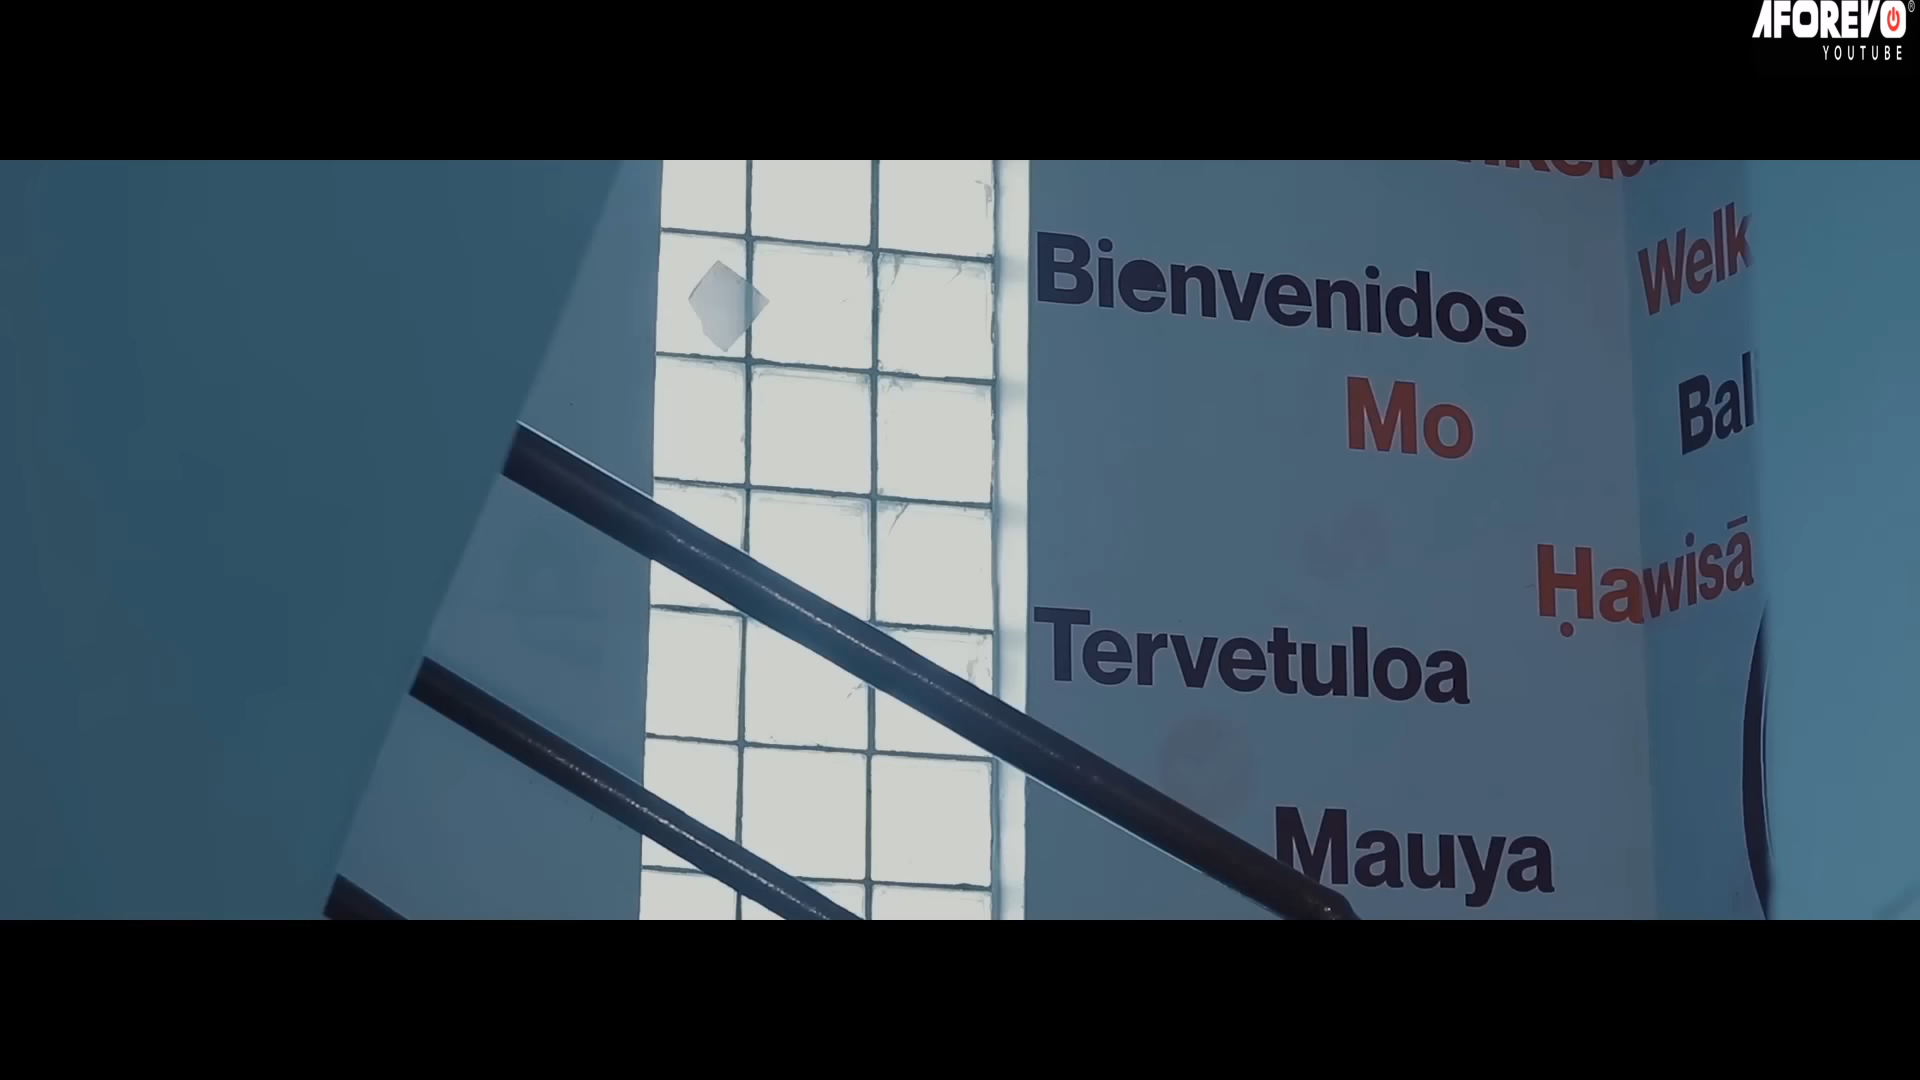 AFOREVO
YOUTUBE
Bienvenidos
Welk
Mo
Bal
Ḥawisā
Tervetuloa
Mauya